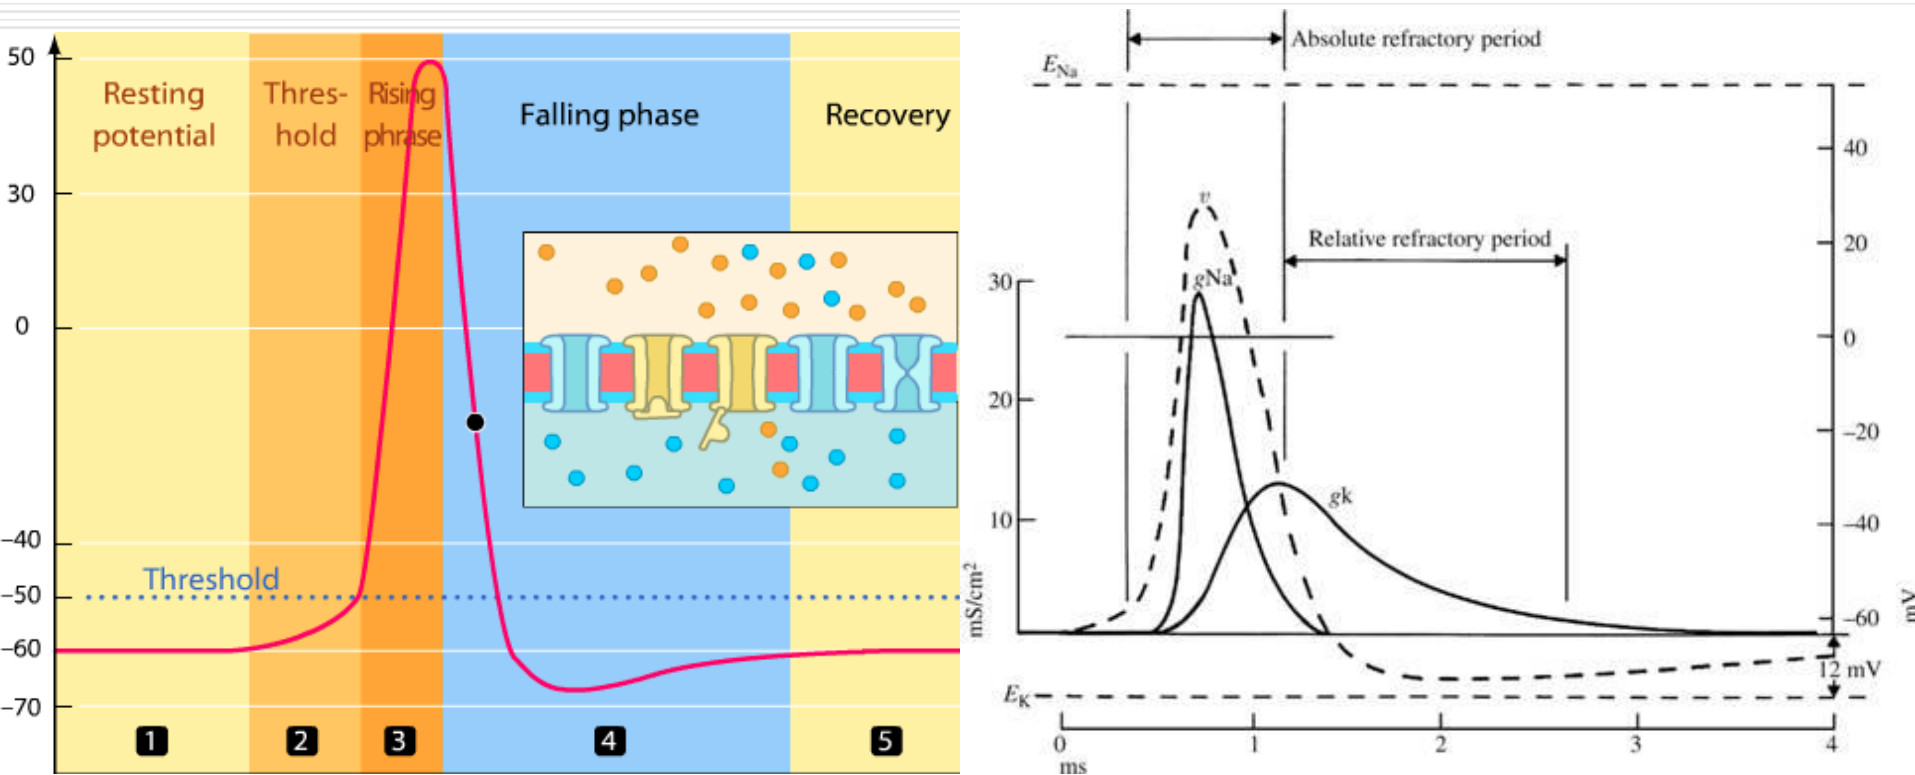 50
Resting
potential
Thres-
hold
Rising
phrase
Falling phase
Recovery
30
0
–40
Threshold
–50
–60
–70
1
2
3
4
5
Absolute refractory period
ENa
40
v
Relative refractory period
20
30
gNa
0
20
–20
gk
10
–40
mS/cm²
–60
mV
12 mV
EK
0
1
2
3
4
ms